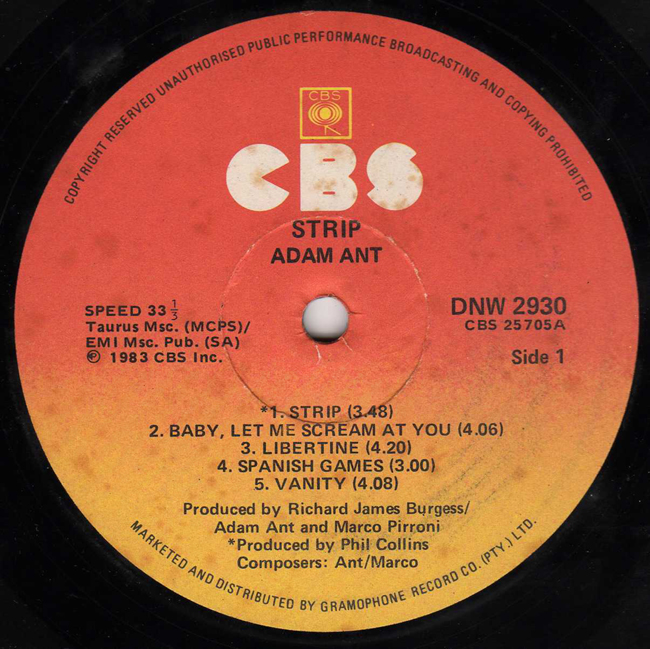 COPYRIGHT RESERVED UNAUTHORISED PUBLIC PERFORMANCE BROADCASTING AND COPYING PROHIBITED
CBS
CBS
STRIP
ADAM ANT
SPEED 33 1/3
Taurus Msc. (MCPS)/
EMI Msc. Pub. (SA)
℗ 1983 CBS Inc.
DNW 2930
CBS 25705A
Side 1
*1. STRIP (3.48)
2. BABY, LET ME SCREAM AT YOU (4.06)
3. LIBERTINE (4.20)
4. SPANISH GAMES (3.00)
5. VANITY (4.08)
Produced by Richard James Burgess/
Adam Ant and Marco Pirroni
*Produced by Phil Collins
Composers: Ant/Marco
MARKETED AND DISTRIBUTED BY GRAMOPHONE RECORD CO. (PTY.) LTD.